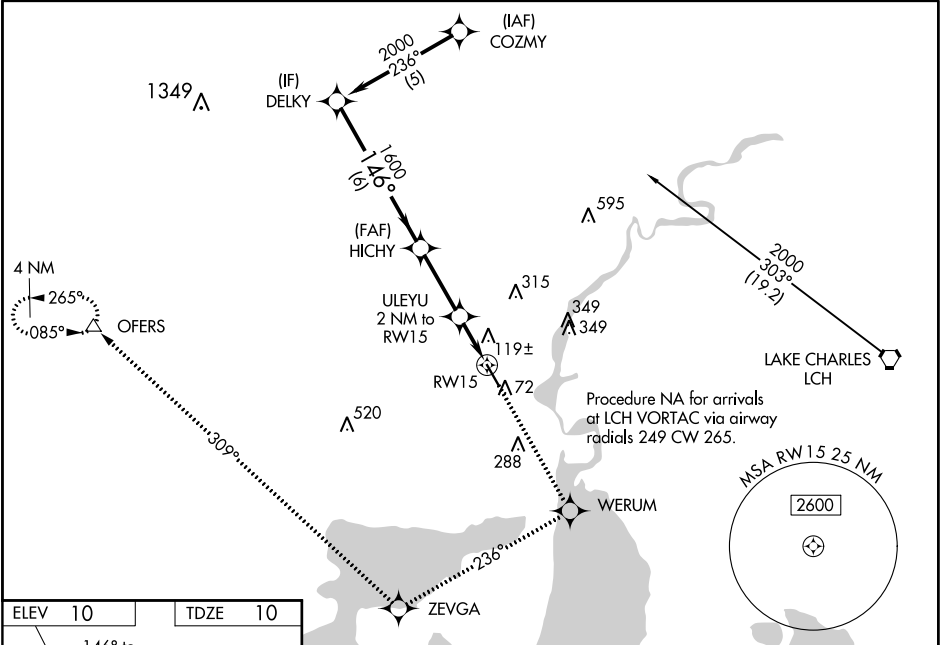 (IAF)
COZMY
2000
236°
(5)
(IF)
DELKY
1349
1600
146°
(6)
595
(FAF)
HICHY
2000
303°
(19.2)
4 NM
265°
085°
OFERS
315
ULEYU
2 NM to
RW15
349
349
119±
LAKE CHARLES
LCH
RW15
72
Procedure NA for arrivals
at LCH VORTAC via airway
radials 249 CW 265.
520
309°
288
MSA RW15 25 NM
2600
WERUM
236°
ZEVGA
ELEV 10
TDZE 10
146° to